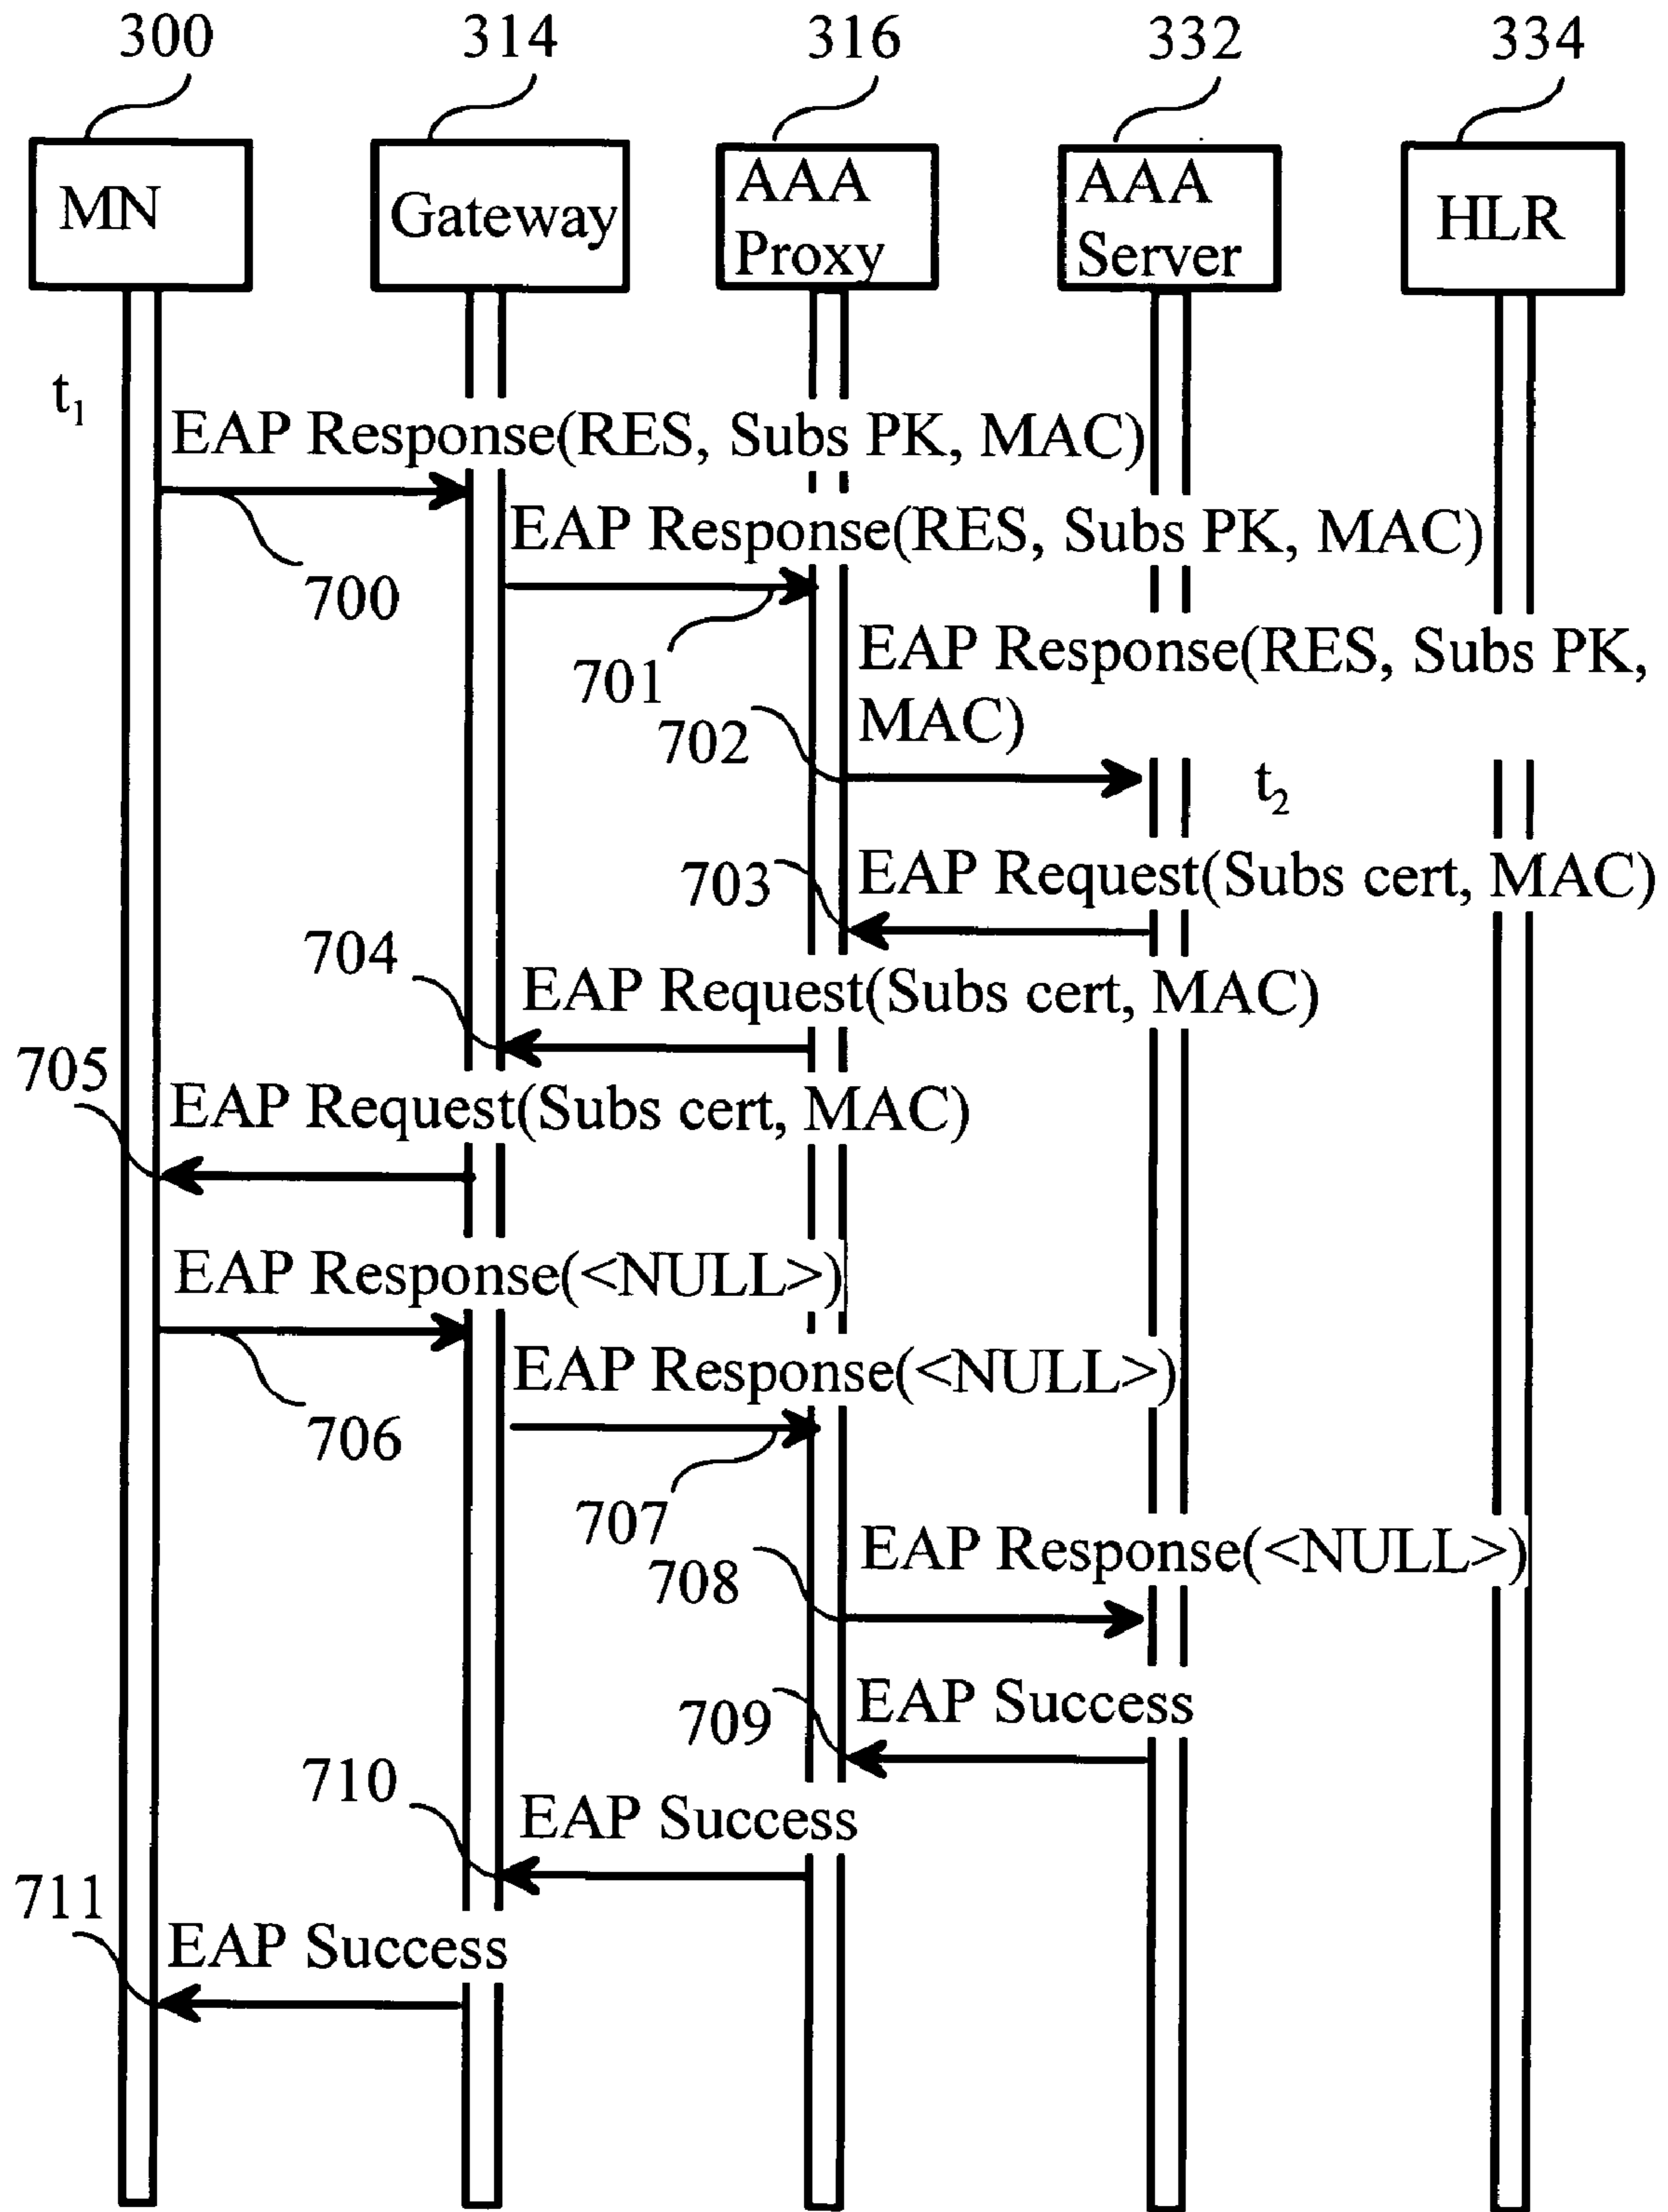 300
314
316
332
334
MN
Gateway
AAA
Proxy
AAA
Server
HLR
t₁
EAP Response(RES, Subs PK, MAC)
700
EAP Response(RES, Subs PK, MAC)
701
EAP Response(RES, Subs PK,
MAC)
702
t₂
703
EAP Request(Subs cert, MAC)
704
EAP Request(Subs cert, MAC)
705
EAP Request(Subs cert, MAC)
EAP Response(<NULL>)
706
EAP Response(<NULL>)
707
EAP Response(<NULL>)
708
EAP Success
709
710
EAP Success
711
EAP Success